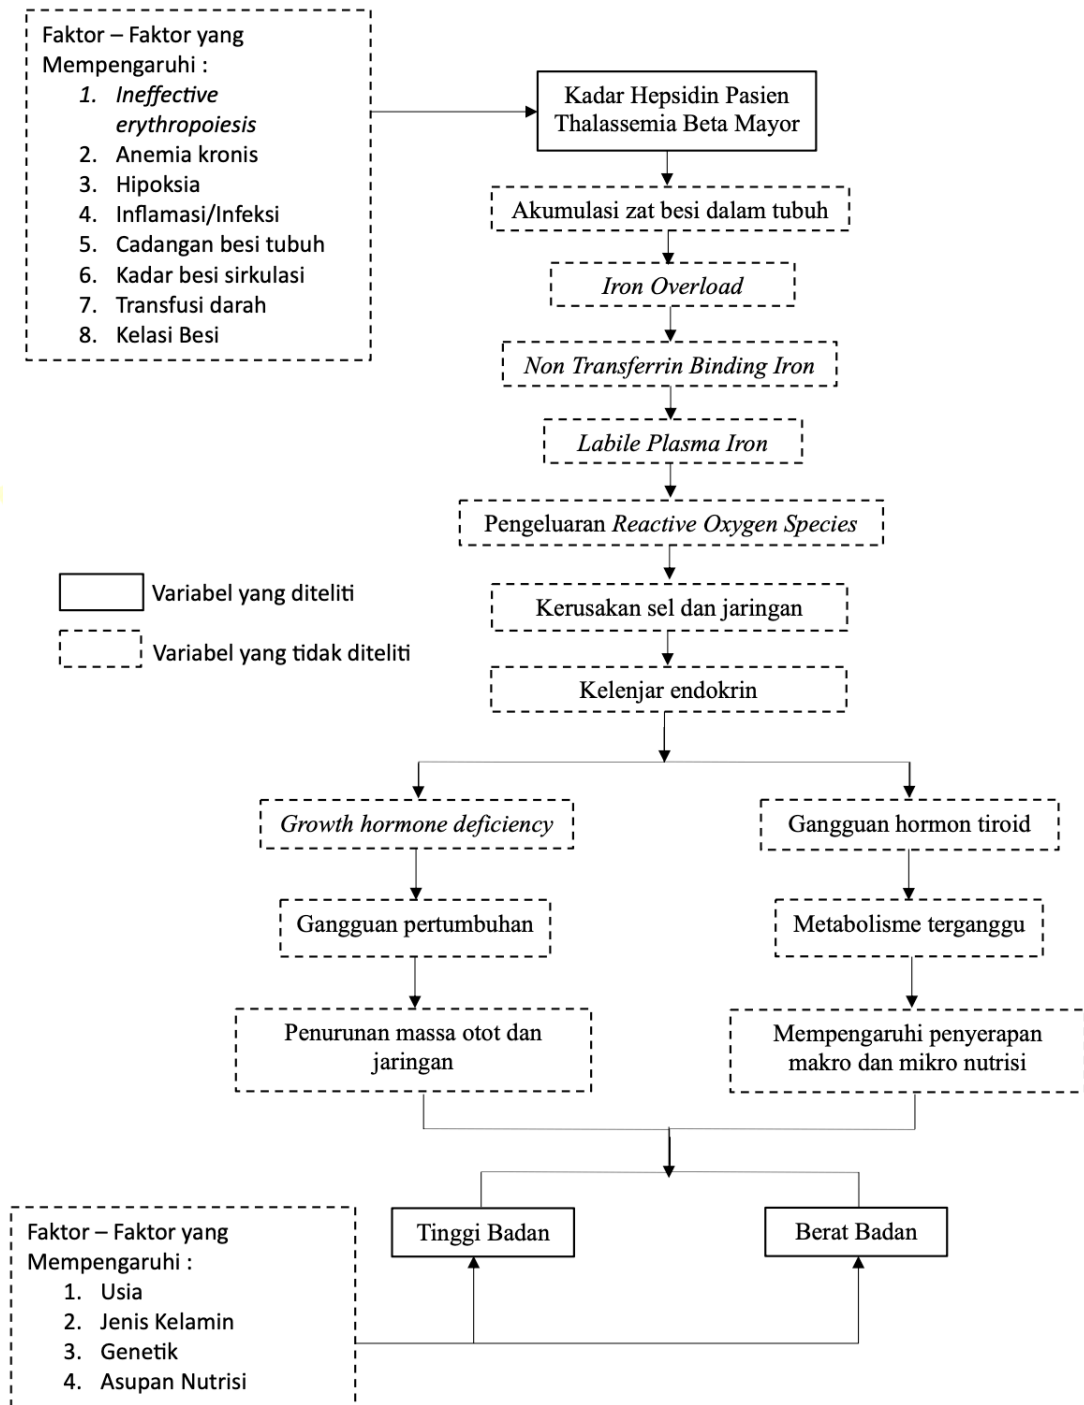 Faktor – Faktor yang
Mempengaruhi :
1. Ineffective
erythropoiesis
2. Anemia kronis
3. Hipoksia
4. Inflamasi/Infeksi
5. Cadangan besi tubuh
6. Kadar besi sirkulasi
7. Transfusi darah
8. Kelasi Besi
Kadar Hepsidin Pasien
Thalassemia Beta Mayor
Akumulasi zat besi dalam tubuh
Iron Overload
Non Transferrin Binding Iron
Labile Plasma Iron
Pengeluaran Reactive Oxygen Species
Variabel yang diteliti
Variabel yang tidak diteliti
Kerusakan sel dan jaringan
Kelenjar endokrin
Growth hormone deficiency
Gangguan hormon tiroid
Gangguan pertumbuhan
Metabolisme terganggu
Penurunan massa otot dan
jaringan
Mempengaruhi penyerapan
makro dan mikro nutrisi
Tinggi Badan
Berat Badan
Faktor – Faktor yang
Mempengaruhi :
1. Usia
2. Jenis Kelamin
3. Genetik
4. Asupan Nutrisi